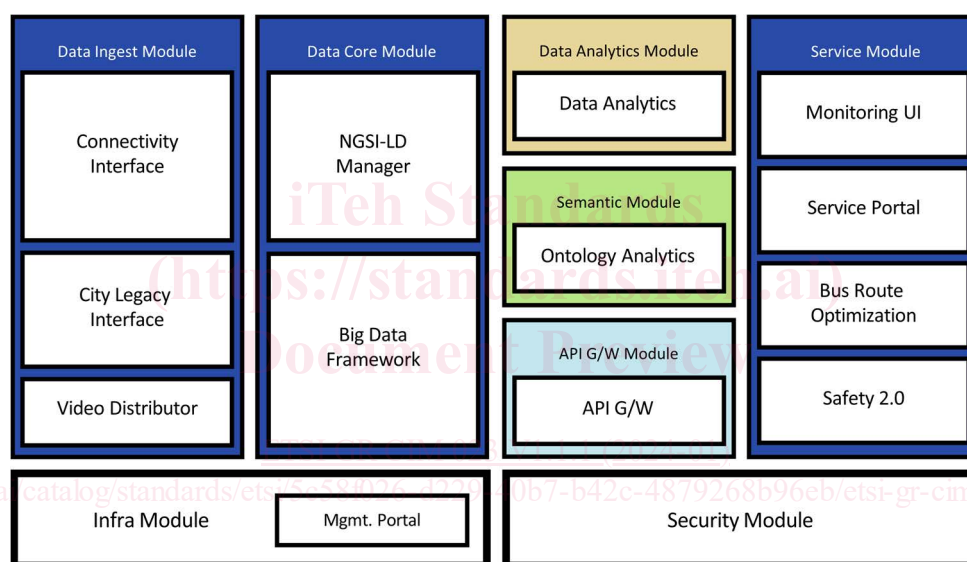 Data Ingest Module
Connectivity
Interface
City Legacy
Interface
Video Distributor
Data Core Module
NGSI-LD
Manager
Big Data
Framework
Data Analytics Module
Data Analytics
Semantic Module
Ontology Analytics
API G/W Module
API G/W
Service Module
Monitoring UI
Service Portal
Bus Route
Optimization
Safety 2.0
Infra Module
Mgmt. Portal
Security Module
iTeh Standards
(https://standards.iteh.ai)
Document Preview